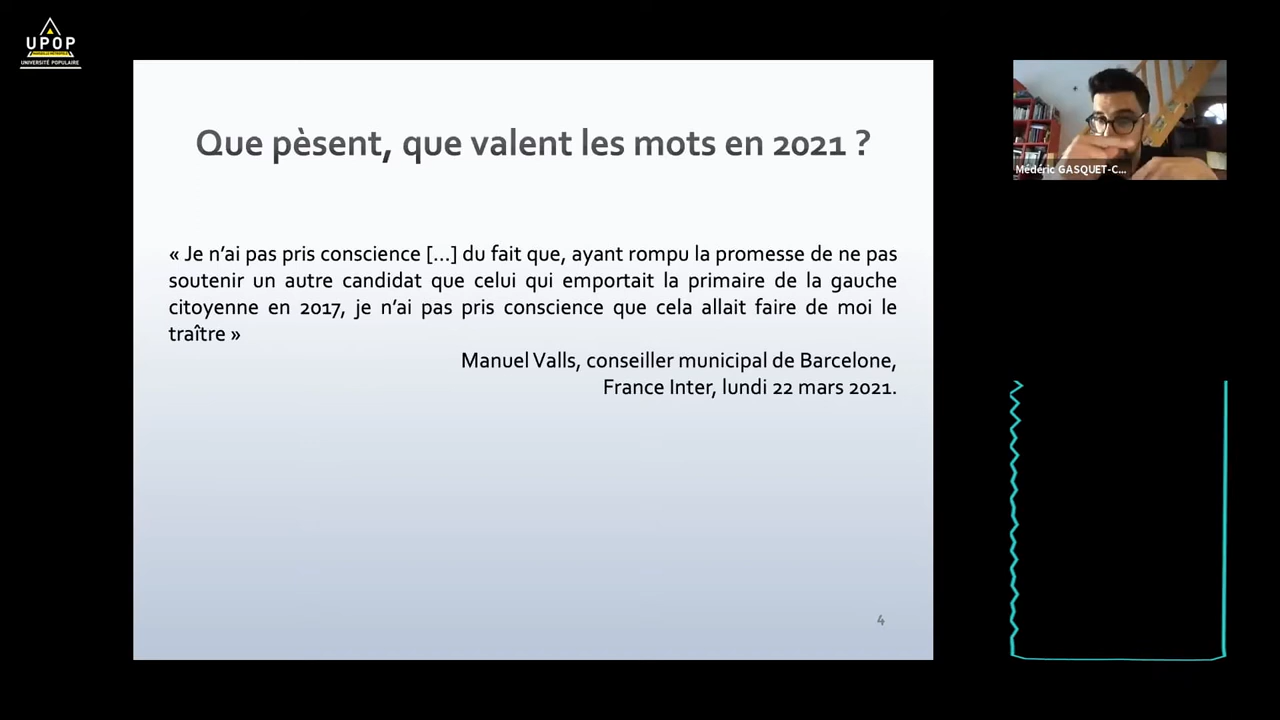 UPOP
UNIVERSITÉ POPULAIRE
Que pèsent, que valent les mots en 2021 ?
« Je n’ai pas pris conscience [...] du fait que, ayant rompu la promesse de ne pas
soutenir un autre candidat que celui qui emportait la primaire de la gauche
citoyenne en 2017, je n’ai pas pris conscience que cela allait faire de moi le
traître »
Manuel Valls, conseiller municipal de Barcelone,
France Inter, lundi 22 mars 2021.
4
Médéric GASQUET-C...